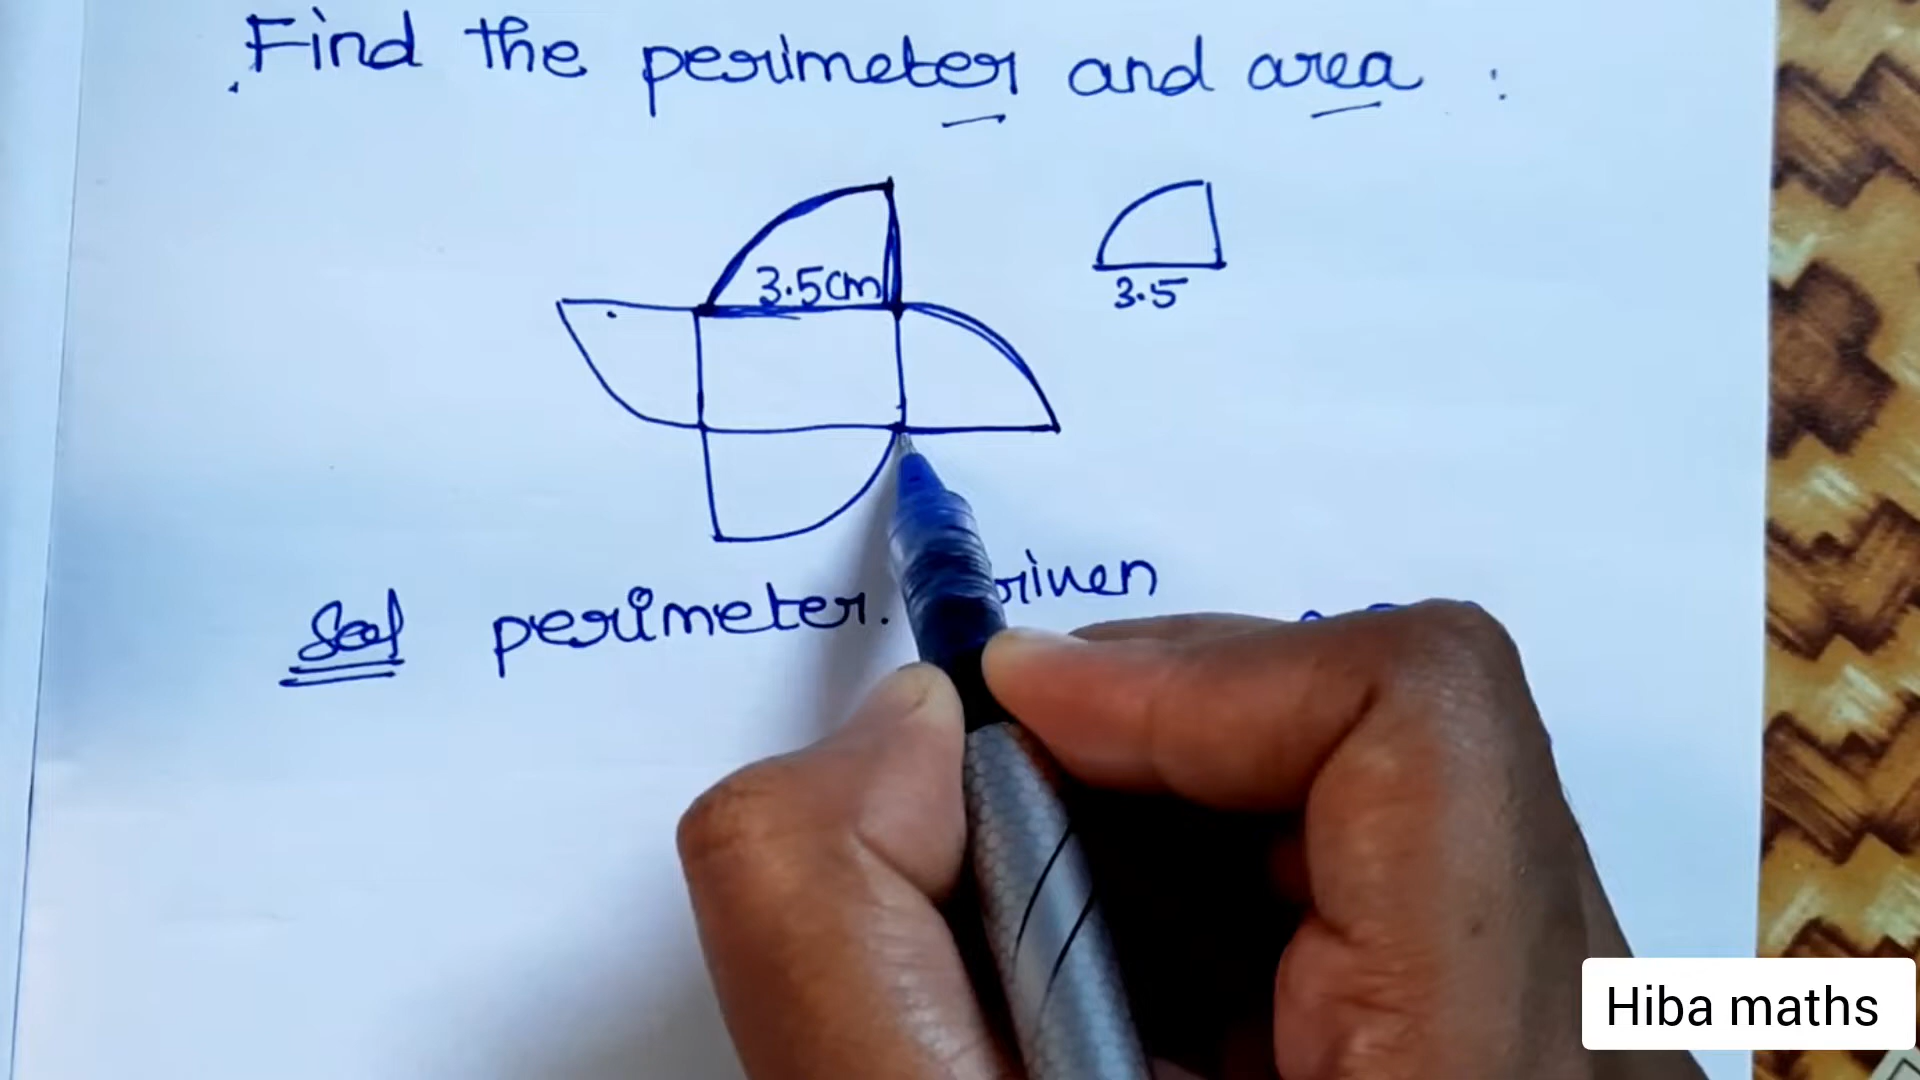 Find the perimeter and area :
3.5cm
3.5
Sol perimeter.
Hiba maths